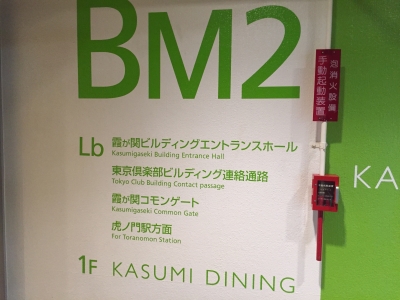 BM2
Lb 霞が関ビルディングエントランスホール
Kasumigaseki Building Entrance Hall
東京倶楽部ビルディング連絡通路
Tokyo Club Building Contact passage
霞が関コモンゲート
Kasumigaseki Common Gate
虎ノ門駅方面
For Toranomon Station
1F KASUMI DINING
泡消火設備
手動起動装置
KA